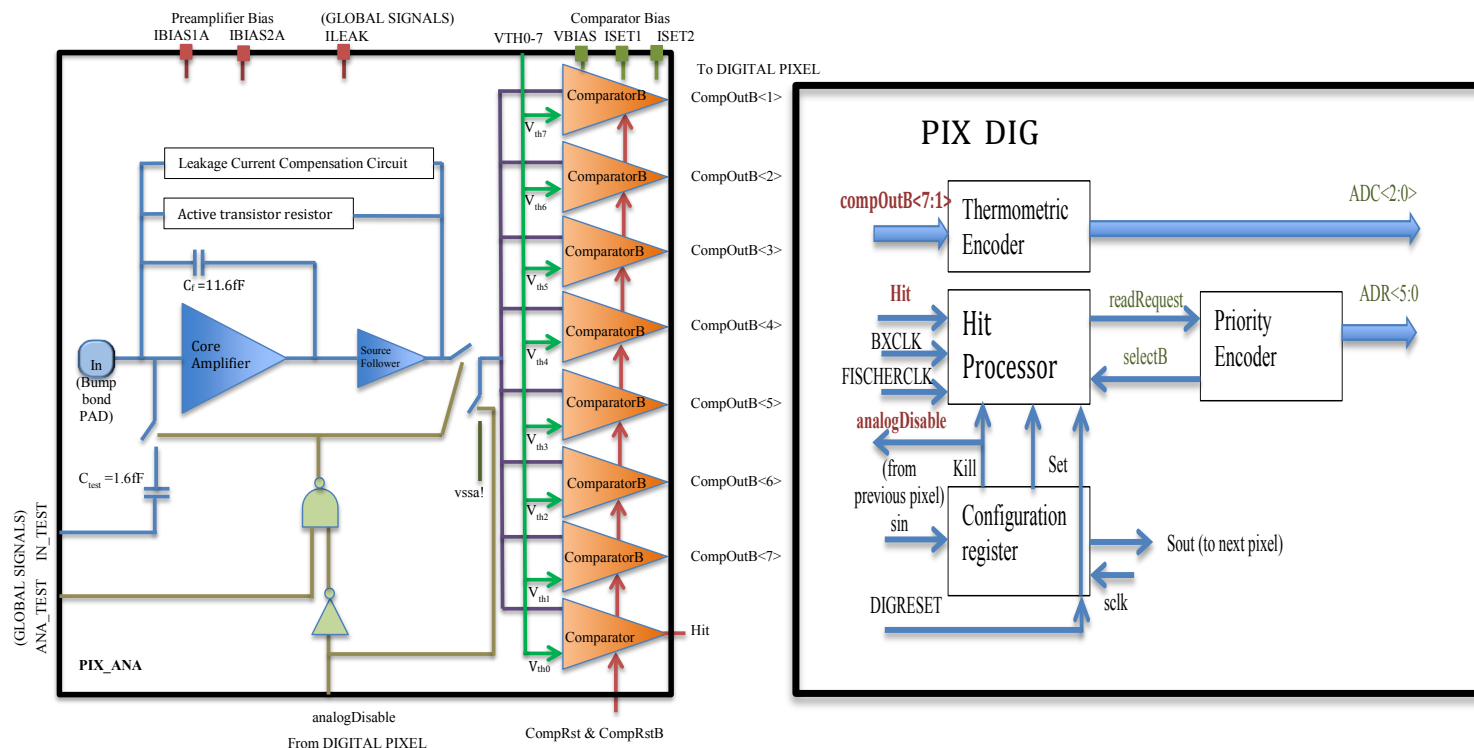 Preamplifier Bias
(GLOBAL SIGNALS)
Comparator Bias
IBIAS1A
IBIAS2A
ILEAK
VTH0-7
VBIAS
ISET1
ISET2
To DIGITAL PIXEL
ComparatorB
CompOutB<1>
Vth7
Leakage Current Compensation Circuit
ComparatorB
CompOutB<2>
Vth6
Active transistor resistor
ComparatorB
CompOutB<3>
Vth5
Cf =11.6fF
ComparatorB
CompOutB<4>
Vth4
Core
Amplifier
Source
Follower
In
(Bump
bond
PAD)
ComparatorB
CompOutB<5>
Vth3
Ctest =1.6fF
vssa!
ComparatorB
CompOutB<6>
Vth2
ComparatorB
CompOutB<7>
Vth1
Comparator
Hit
Vth0
(GLOBAL SIGNALS)
ANA_TEST IN_TEST
PIX_ANA
analogDisable
From DIGITAL PIXEL
CompRst & CompRstB
PIX DIG
compOutB<7:1>
Thermometric
Encoder
ADC<2:0>
Hit
BXCLK
FISCHERCLK
Hit
Processor
readRequest
selectB
Priority
Encoder
ADR<5:0
analogDisable
(from
previous pixel)
sin
Kill
Set
Configuration
register
Sout (to next pixel)
sclk
DIGRESET